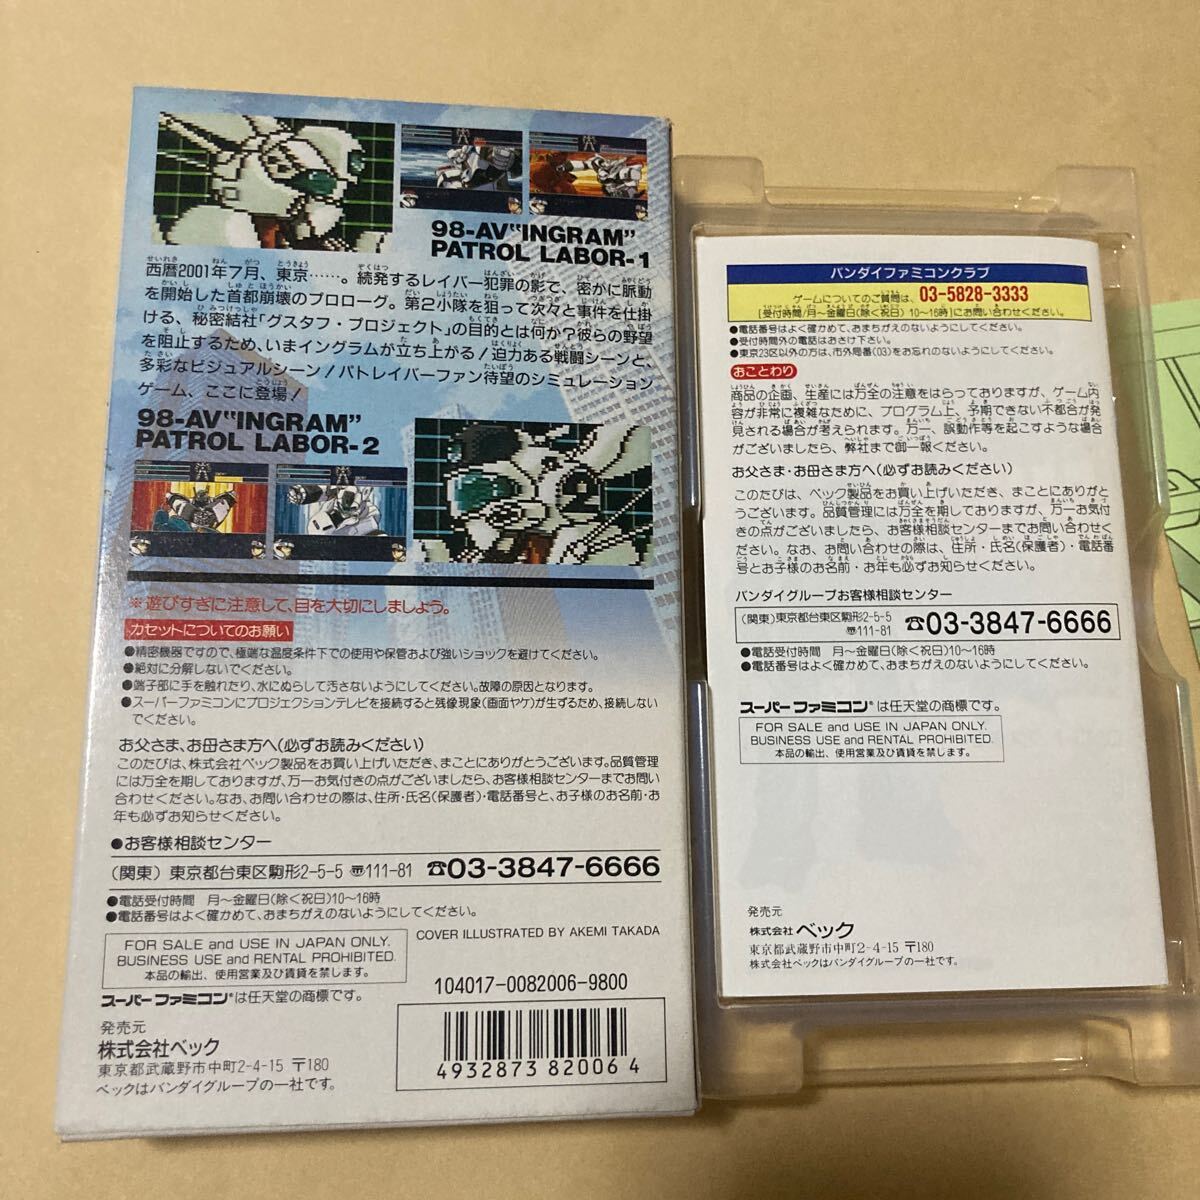 98-AV“INGRAM”
PATROL LABOR-1
西暦2001年7月、東京……。続発するレイバー犯罪の影で、密かに脈動
を開始した首都崩壊のプロローグ。第2小隊を狙って次々と事件を仕掛
ける、秘密結社「グスタフ・プロジェクト」の目的とは何か?彼らの野望
を阻止するため、いまイングラムが立ち上がる!迫力ある戦闘シーンと、
多彩なビジュアルシーン!パトレイバーファン待望のシミュレーション
ゲーム、ここに登場!
98-AV“INGRAM”
PATROL LABOR-2
※遊びすぎに注意して、目を大切にしましょう。
カセットについてのお願い
●精密機器ですので、極端な温度条件下での使用や保管および強いショックを避けてください。
●絶対に分解しないでください。
●端子部に手を触れたり、水にぬらして汚さないようにしてください。故障の原因となります。
●スーパーファミコンにプロジェクションテレビを接続すると残像現象(画面ヤケ)が生ずるため、接続しない
でください。
お父さま、お母さま方へ(必ずお読みください)
このたびは、株式会社ベック製品をお買い上げいただき、まことにありがとうございます。品質管理
には万全を期しておりますが、万一お気付きの点がございましたら、お客様相談センターまでお問い
合わせください。なお、お問い合わせの際は、住所・氏名(保護者)・電話番号と、お子様のお名前・お
年も必ずお知らせください。
●お客様相談センター
(関東) 東京都台東区駒形2-5-5 〒111-81 ☎03-3847-6666
●電話受付時間 月〜金曜日(除く祝日)10〜16時
●電話番号はよく確かめて、おまちがえのないようにしてください。
FOR SALE and USE IN JAPAN ONLY.
BUSINESS USE and RENTAL PROHIBITED.
本品の輸出、使用営業及び賃貸を禁じます。
COVER ILLUSTRATED BY AKEMI TAKADA
スーパーファミコン®は任天堂の商標です。
104017-0082006-9800
発売元
株式会社ベック
東京都武蔵野市中町2-4-15 〒180
ベックはバンダイグループの一社です。
4932873820064
バンダイファミコンクラブ
ゲームについてのご質問は、03-5828-3333
[受付時間/月〜金曜日(除く祝日) 10〜16時]にお問い合わせください。
●電話番号はよく確かめて、おまちがえのないようにしてください。
●受付時間外の電話はおさけ下さい。
●東京23区以外の方は、市外局番(03)をお忘れのないようにしてください。
おことわり
商品の企画、生産には万全の注意をはらっておりますが、ゲーム内
容が非常に複雑なために、プログラム上、予期できない不都合が発
見される場合が考えられます。万一、誤動作等を起こすような場合
がございましたら、弊社まで御一報ください。
お父さま・お母さま方へ(必ずお読みください)
このたびは、ベック製品をお買い上げいただき、まことにありがと
うございます。品質管理には万全を期しておりますが、万一お気付
きの点がございましたら、お客様相談センターまでお問い合わせく
ださい。なお、お問い合わせの際は、住所・氏名(保護者)・電話番
号とお子様のお名前・お年も必ずお知らせください。
バンダイグループお客様相談センター
(関東)東京都台東区駒形2-5-5
〒111-81 ☎03-3847-6666
●電話受付時間 月〜金曜日(除く祝日)10〜16時
●電話番号はよく確かめて、おまちがえのないようにしてください。
スーパーファミコン®は任天堂の商標です。
FOR SALE and USE IN JAPAN ONLY.
BUSINESS USE and RENTAL PROHIBITED.
本品の輸出、使用営業及び賃貸を禁じます。
発売元
株式会社 ベック
東京都武蔵野市中町2-4-15 〒180
株式会社ベックはバンダイグループの一社です。